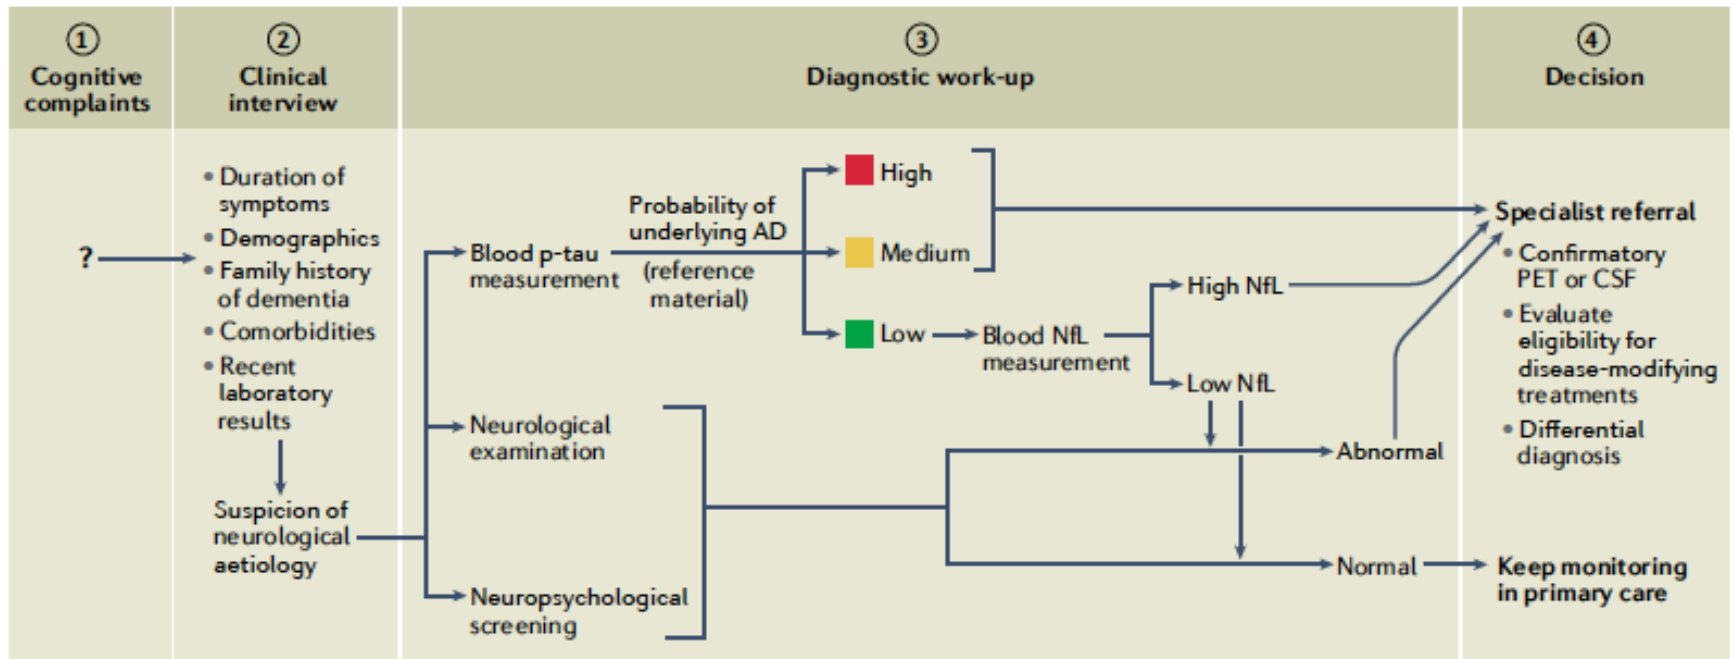 ①
Cognitive
complaints
②
Clinical
interview
③
Diagnostic work-up
④
Decision
?
• Duration of
symptoms
• Demographics
• Family history
of dementia
• Comorbidities
• Recent
laboratory
results
Suspicion of
neurological
aetiology
Blood p-tau
measurement
Probability of
underlying AD
(reference
material)
High
Medium
Low
Blood NfL
measurement
High NfL
Low NfL
Neurological
examination
Neuropsychological
screening
Abnormal
Normal
Specialist referral
• Confirmatory
PET or CSF
• Evaluate
eligibility for
disease-modifying
treatments
• Differential
diagnosis
Keep monitoring
in primary care